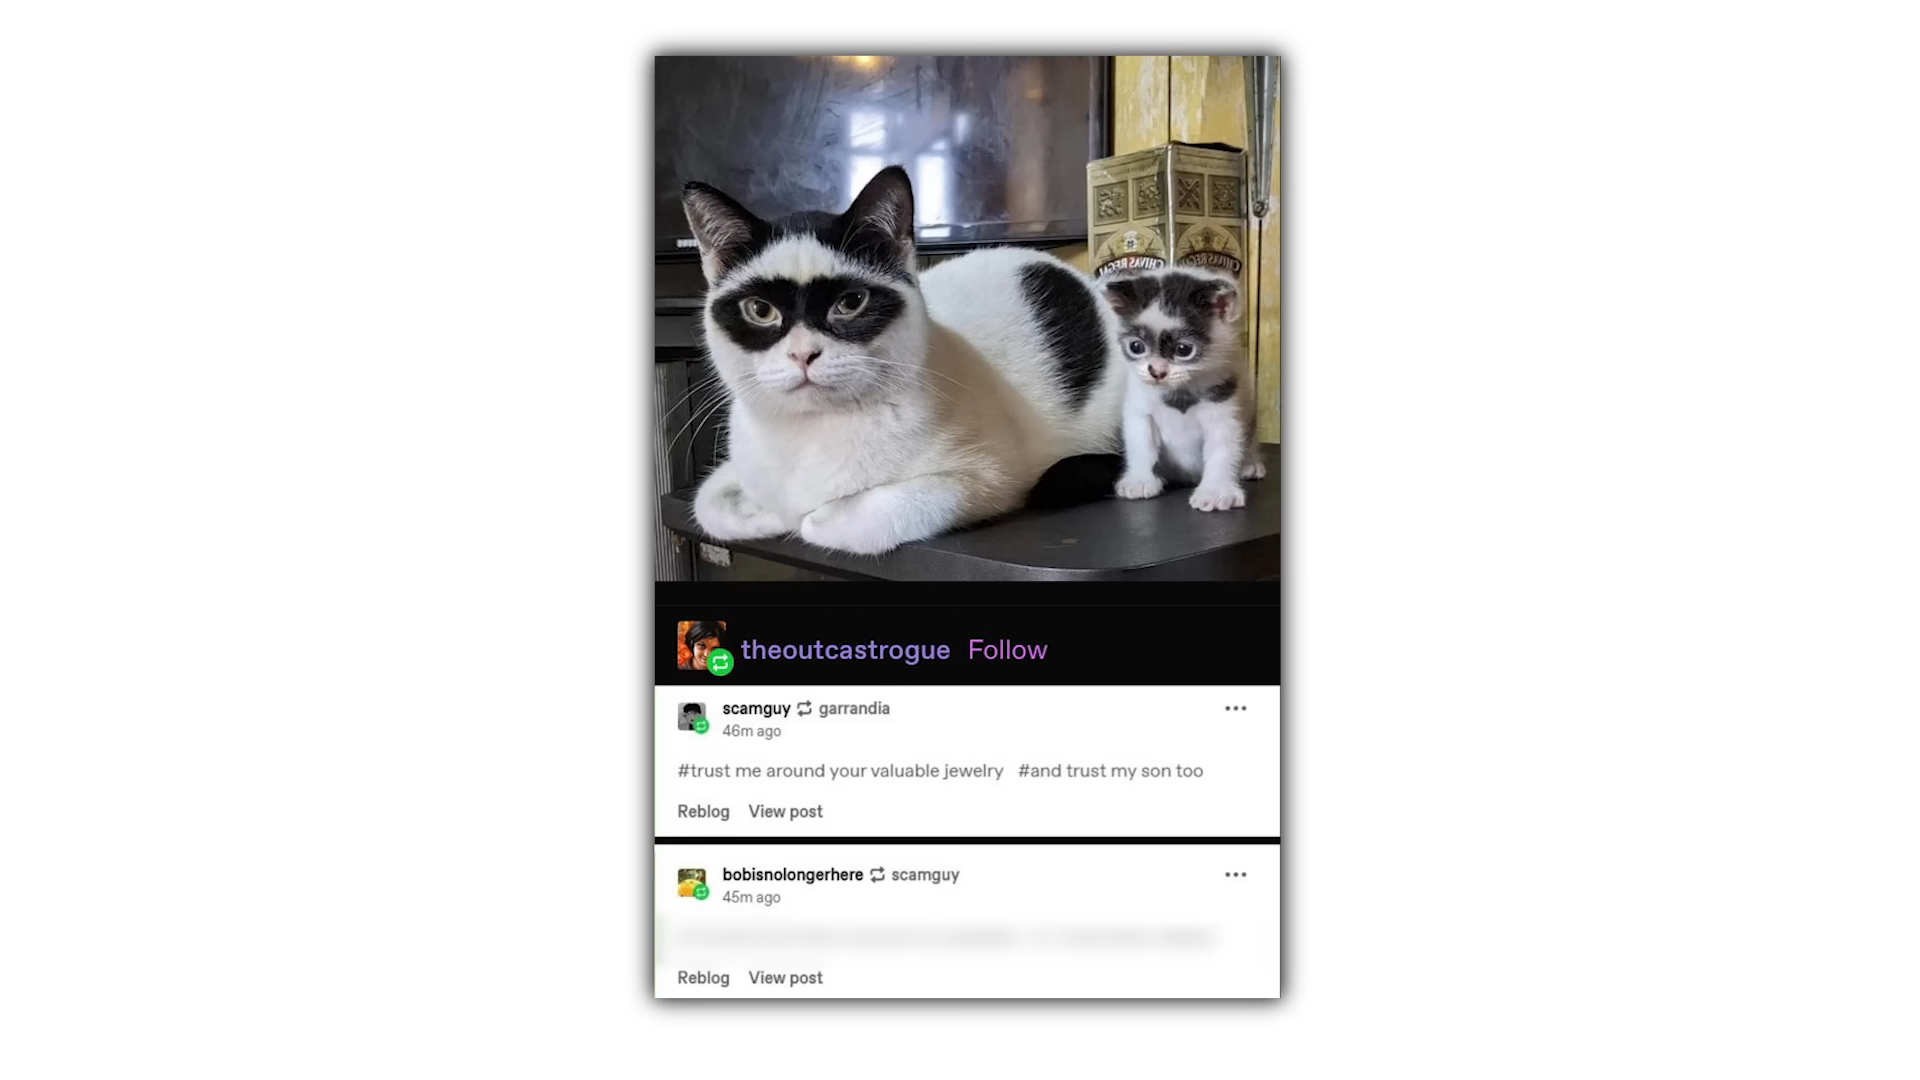 CHIVAS REGAL
CHIVAS REGAL
theoutcastrogue Follow
scamguy garrandia
46m ago
#trust me around your valuable jewelry #and trust my son too
Reblog View post
bobisnolongerhere scamguy
45m ago
Reblog View post